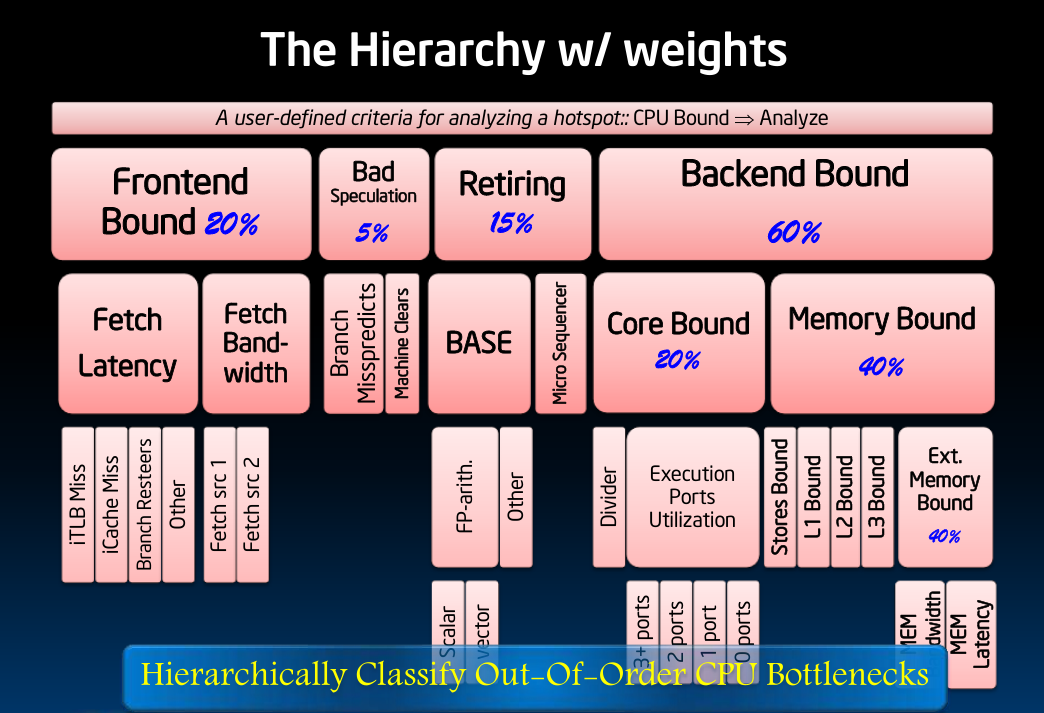 The Hierarchy w/ weights
A user-defined criteria for analyzing a hotspot:: CPU Bound ⇒ Analyze
Frontend
Bound 20%
Bad
Speculation
5%
Retiring
15%
Backend Bound
60%
Fetch
Latency
Fetch
Band-
width
Branch
Misspredicts
Machine Clears
BASE
Micro Sequencer
Core Bound
20%
Memory Bound
40%
iTLB Miss
iCache Miss
Branch Resteers
Other
Fetch src 1
Fetch src 2
FP-arith.
Other
Divider
Execution
Ports
Utilization
Stores Bound
L1 Bound
L2 Bound
L3 Bound
Ext.
Memory
Bound
40%
Scalar
vector
3+ ports
2 ports
1 port
0 ports
MEM
dwidth
MEM
Latency
Hierarchically Classify Out-Of-Order CPU Bottlenecks